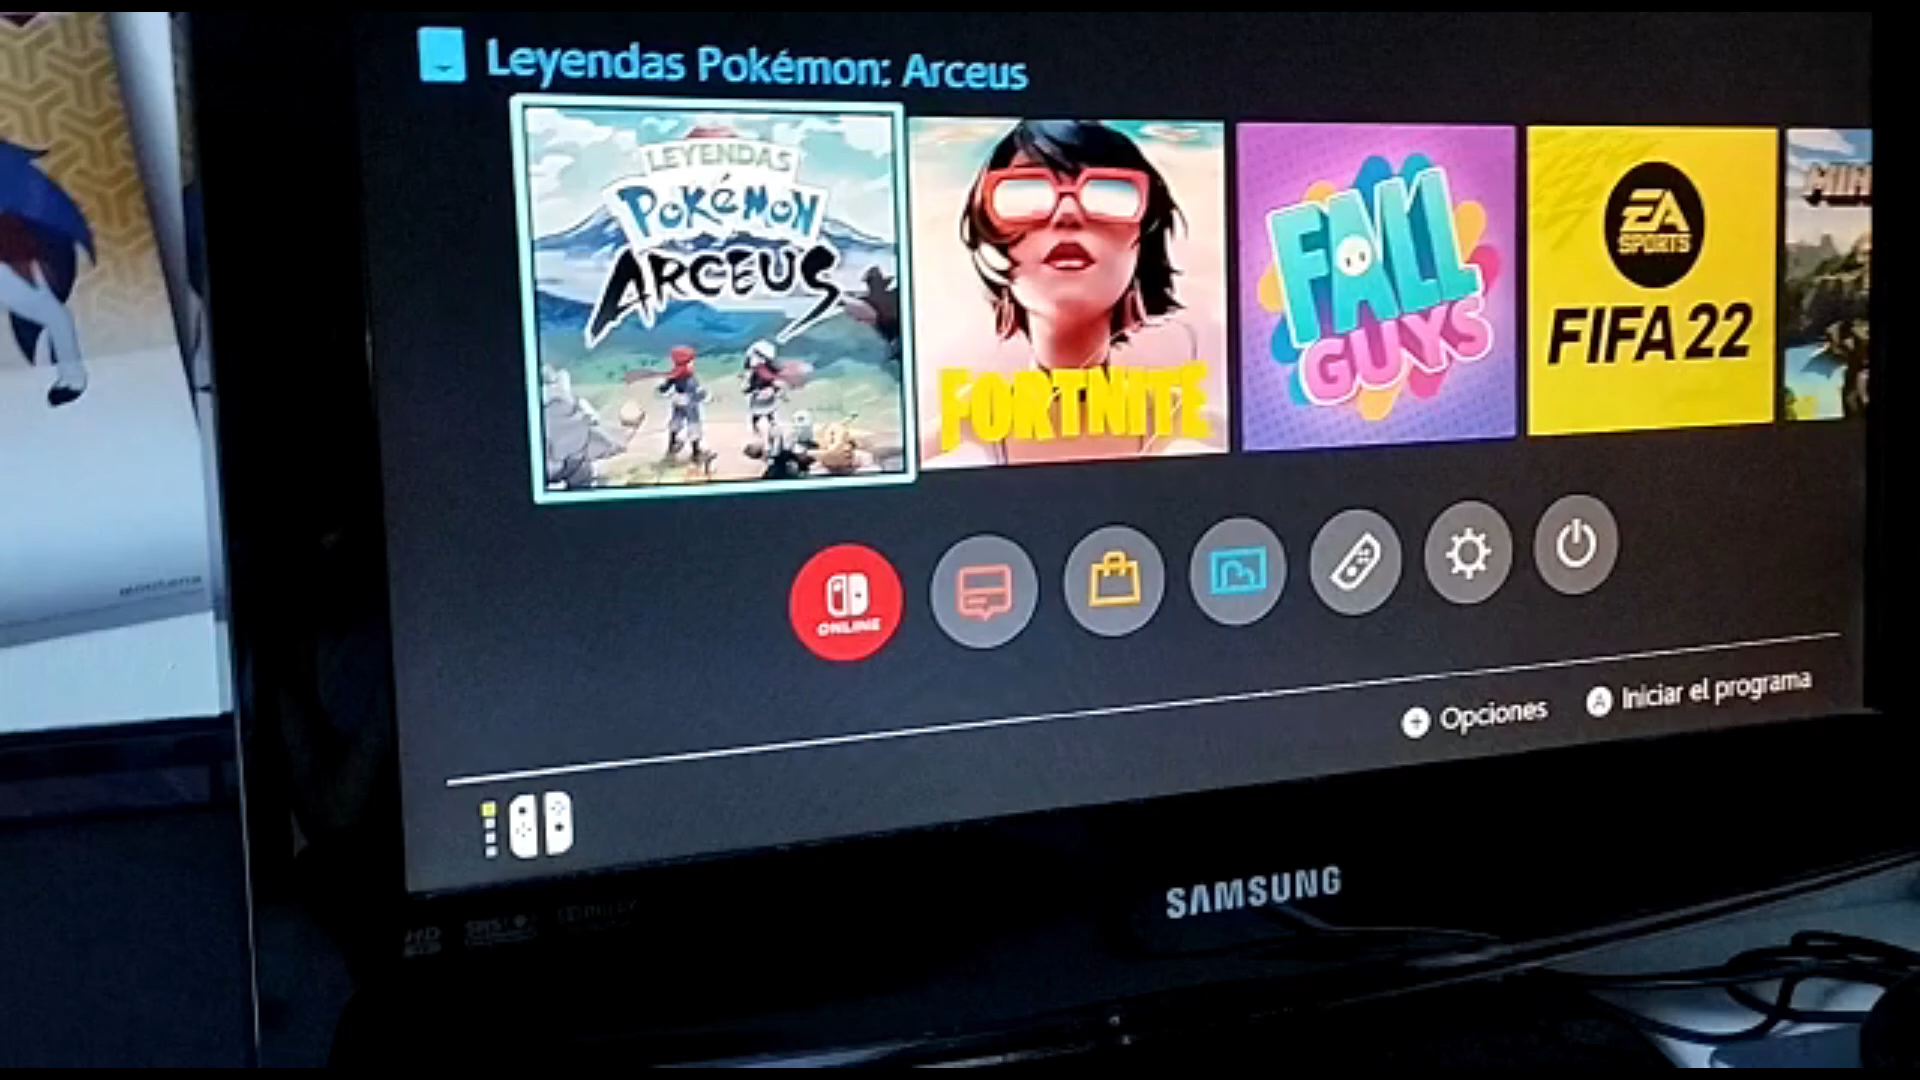 Leyendas Pokémon: Arceus
LEYENDAS
POKéMON
ARCEUS
FORTNITE
FALL
GUYS
EA
SPORTS
FIFA 22
ONLINE
Opciones
A Iniciar el programa
SAMSUNG
HD